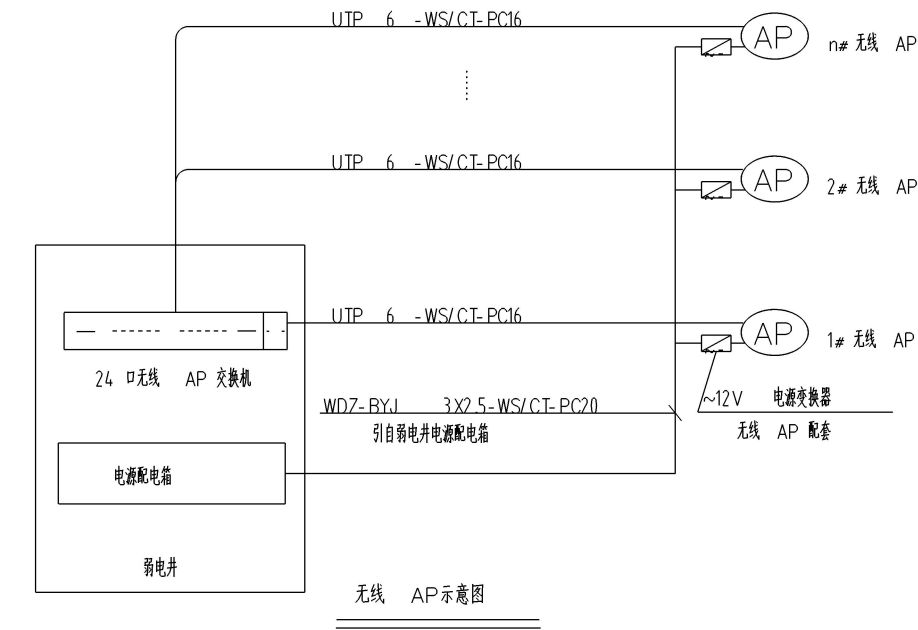 UTP 6 -WS/CT-PC16
AP
n# 无线 AP
UTP 6 -WS/CT-PC16
AP
2# 无线 AP
UTP 6 -WS/CT-PC16
AP
1# 无线 AP
24 口无线 AP 交换机
WDZ-BYJ 3X2.5-WS/CT-PC20
~12V 电源变换器
引自弱电井电源配电箱
无线 AP 配套
电源配电箱
弱电井
无线 AP示意图